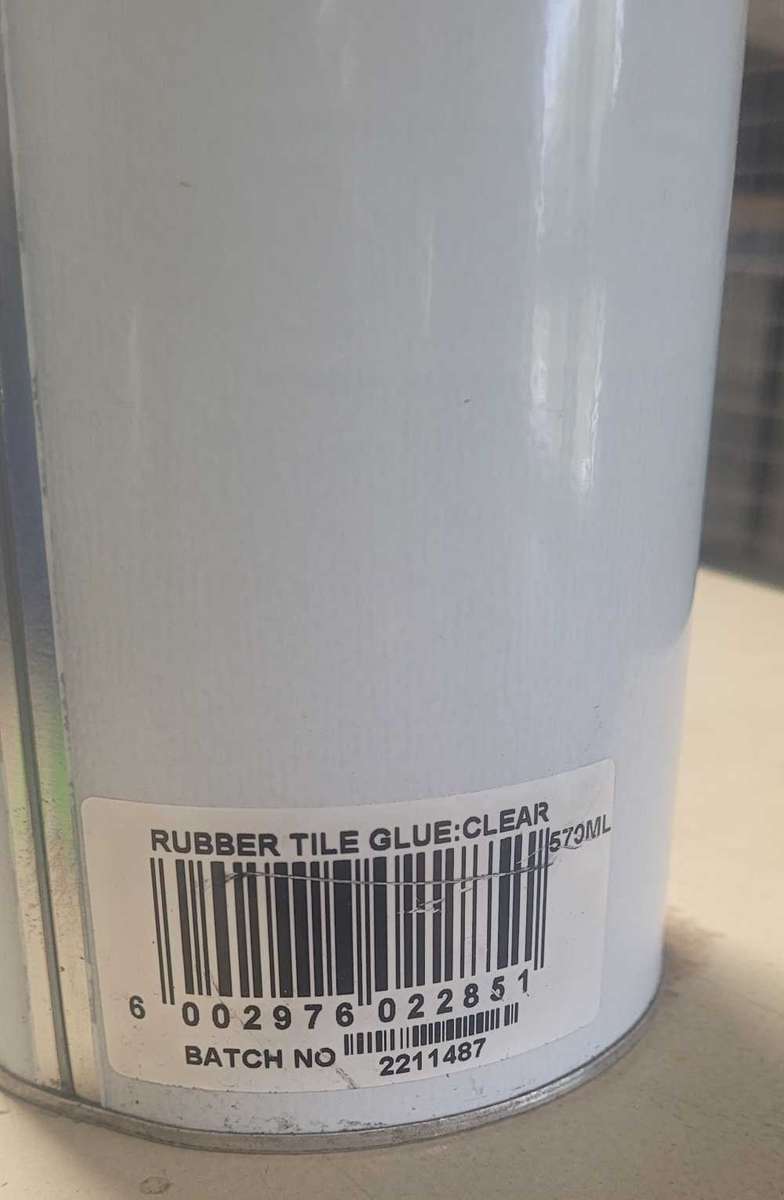 RUBBER TILE GLUE:CLEAR
570ML
6 002976 022851
BATCH NO
2211487